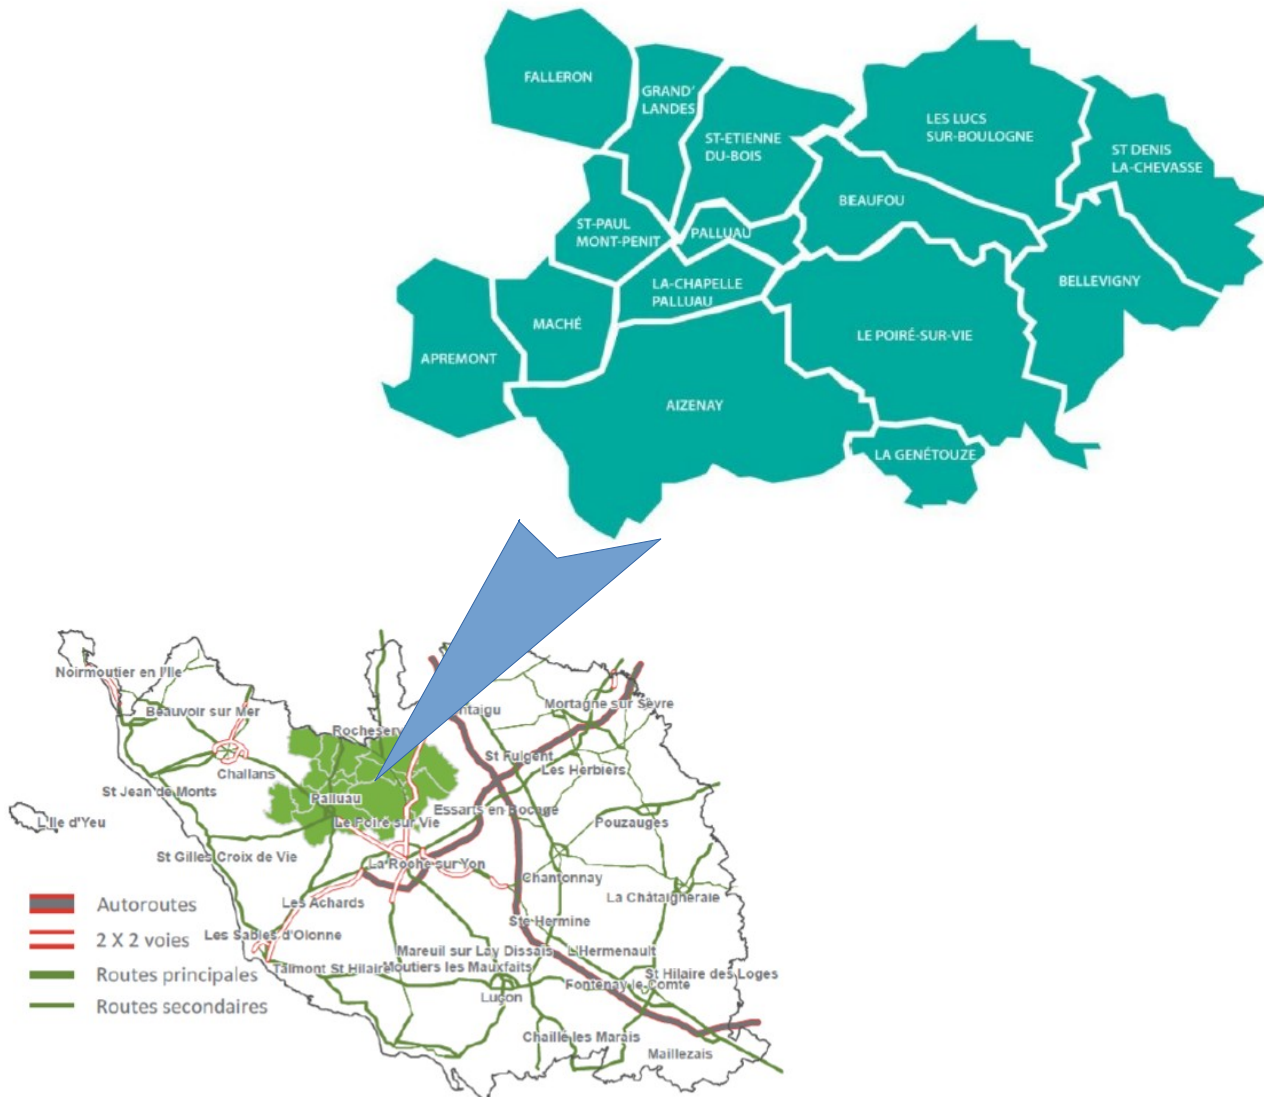 FALLERON
GRAND'
LANDES
ST-ETIENNE
DU-BOIS
LES LUCS
SUR-BOULOGNE
ST DENIS
LA-CHEVASSE
BEAUFOU
ST-PAUL
MONT-PENIT
PALLUAU
LA-CHAPELLE
PALLUAU
BELLEVIGNY
MACHÉ
LE POIRÉ-SUR-VIE
APREMONT
AIZENAY
LA GENÉTOUZE
Noirmoutier en l'Ile
Beauvoir sur Mer
Rocheserv
ntaigu
Mortagne sur Sèvre
St Fulgent
Les Herbiers
Challans
St Jean de Monts
Palluau
L'Ile d'Yeu
Le Poiré sur Vie
Essarts en Bocage
Pouzauges
St Gilles Croix de Vie
La Roche sur Yon
Chantonnay
La Châtaigneraie
Les Achards
Ste Hermine
Les Sables d'Olonne
Mareuil sur Lay Dissais
L'Hermenault
Talmont St Hilaire
Moutiers les Mauxfaits
St Hilaire des Loges
Fontenay le Comte
Luçon
Chaillé les Marais
Maillezais
Autoroutes
2 X 2 voies
Routes principales
Routes secondaires